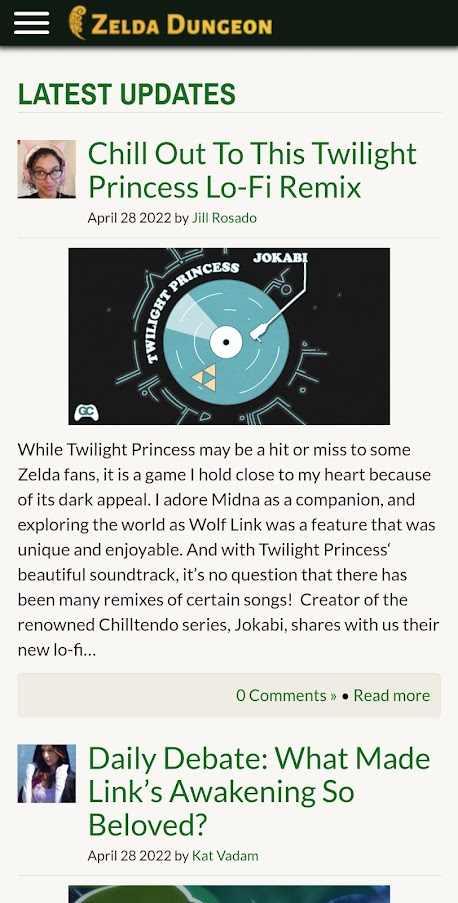 ZELDA DUNGEON
LATEST UPDATES
Chill Out To This Twilight
Princess Lo-Fi Remix
April 28 2022 by Jill Rosado
TWILIGHT PRINCESS
JOKABI
GC
While Twilight Princess may be a hit or miss to some
Zelda fans, it is a game I hold close to my heart because
of its dark appeal. I adore Midna as a companion, and
exploring the world as Wolf Link was a feature that was
unique and enjoyable. And with Twilight Princess‘
beautiful soundtrack, it’s no question that there has
been many remixes of certain songs!  Creator of the
renowned Chilltendo series, Jokabi, shares with us their
new lo-fi…
0 Comments » • Read more
Daily Debate: What Made
Link’s Awakening So
Beloved?
April 28 2022 by Kat Vadam